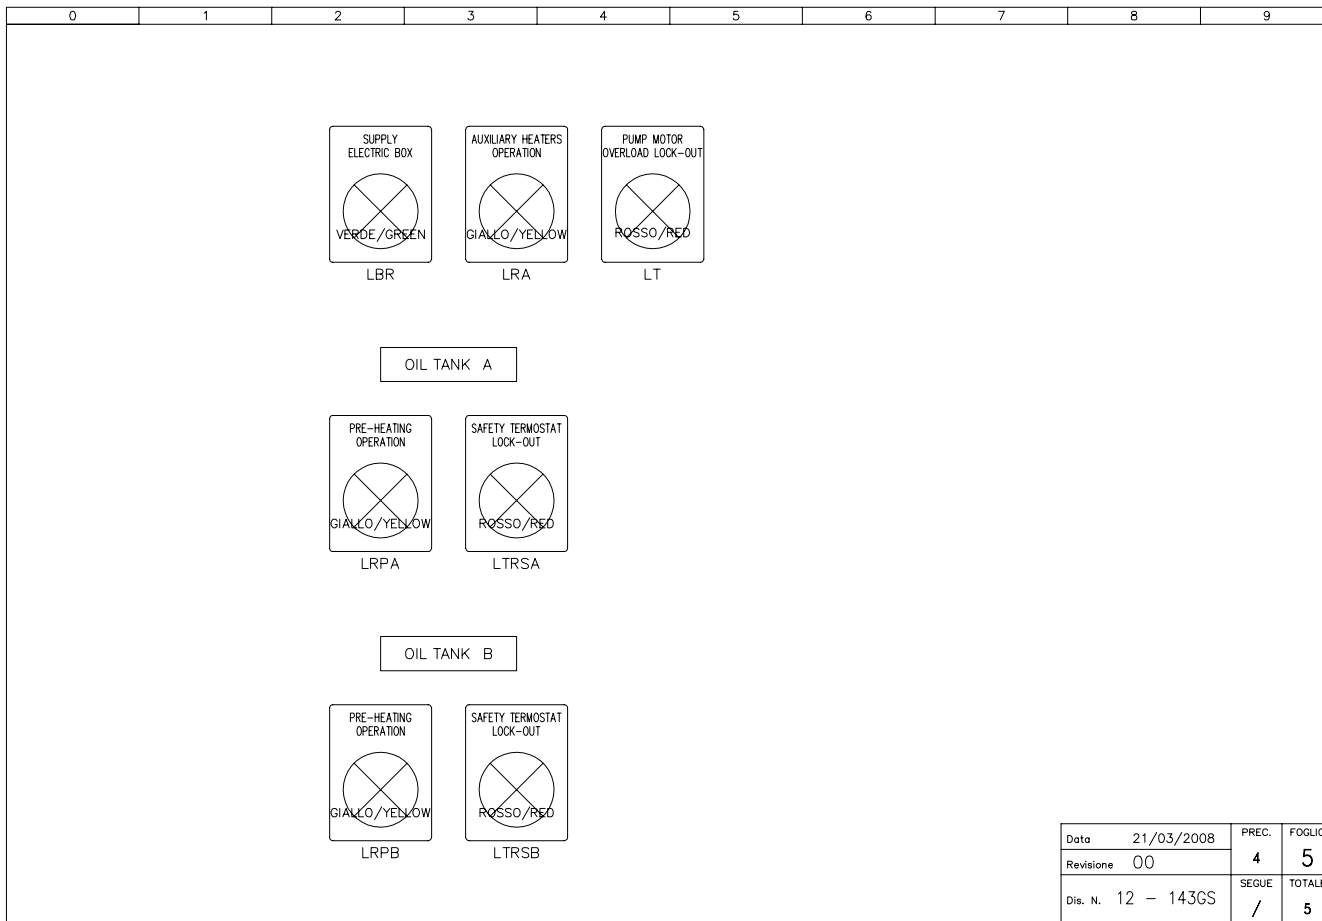 0 1 2 3 4 5 6 7 8 9
SUPPLY
ELECTRIC BOX
VERDE/GREEN
LBR
AUXILIARY HEATERS
OPERATION
GIALLO/YELLOW
LRA
PUMP MOTOR
OVERLOAD LOCK-OUT
ROSSO/RED
LT
OIL TANK A
PRE-HEATING
OPERATION
GIALLO/YELLOW
LRPA
SAFETY TERMOSTAT
LOCK-OUT
ROSSO/RED
LTRSA
OIL TANK B
PRE-HEATING
OPERATION
GIALLO/YELLOW
LRPB
SAFETY TERMOSTAT
LOCK-OUT
ROSSO/RED
LTRSB
Data 21/03/2008
Revisione 00
Dis. N. 12 - 143GS
PREC.
4
FOGLIO
5
SEGUE
/
TOTALE
5